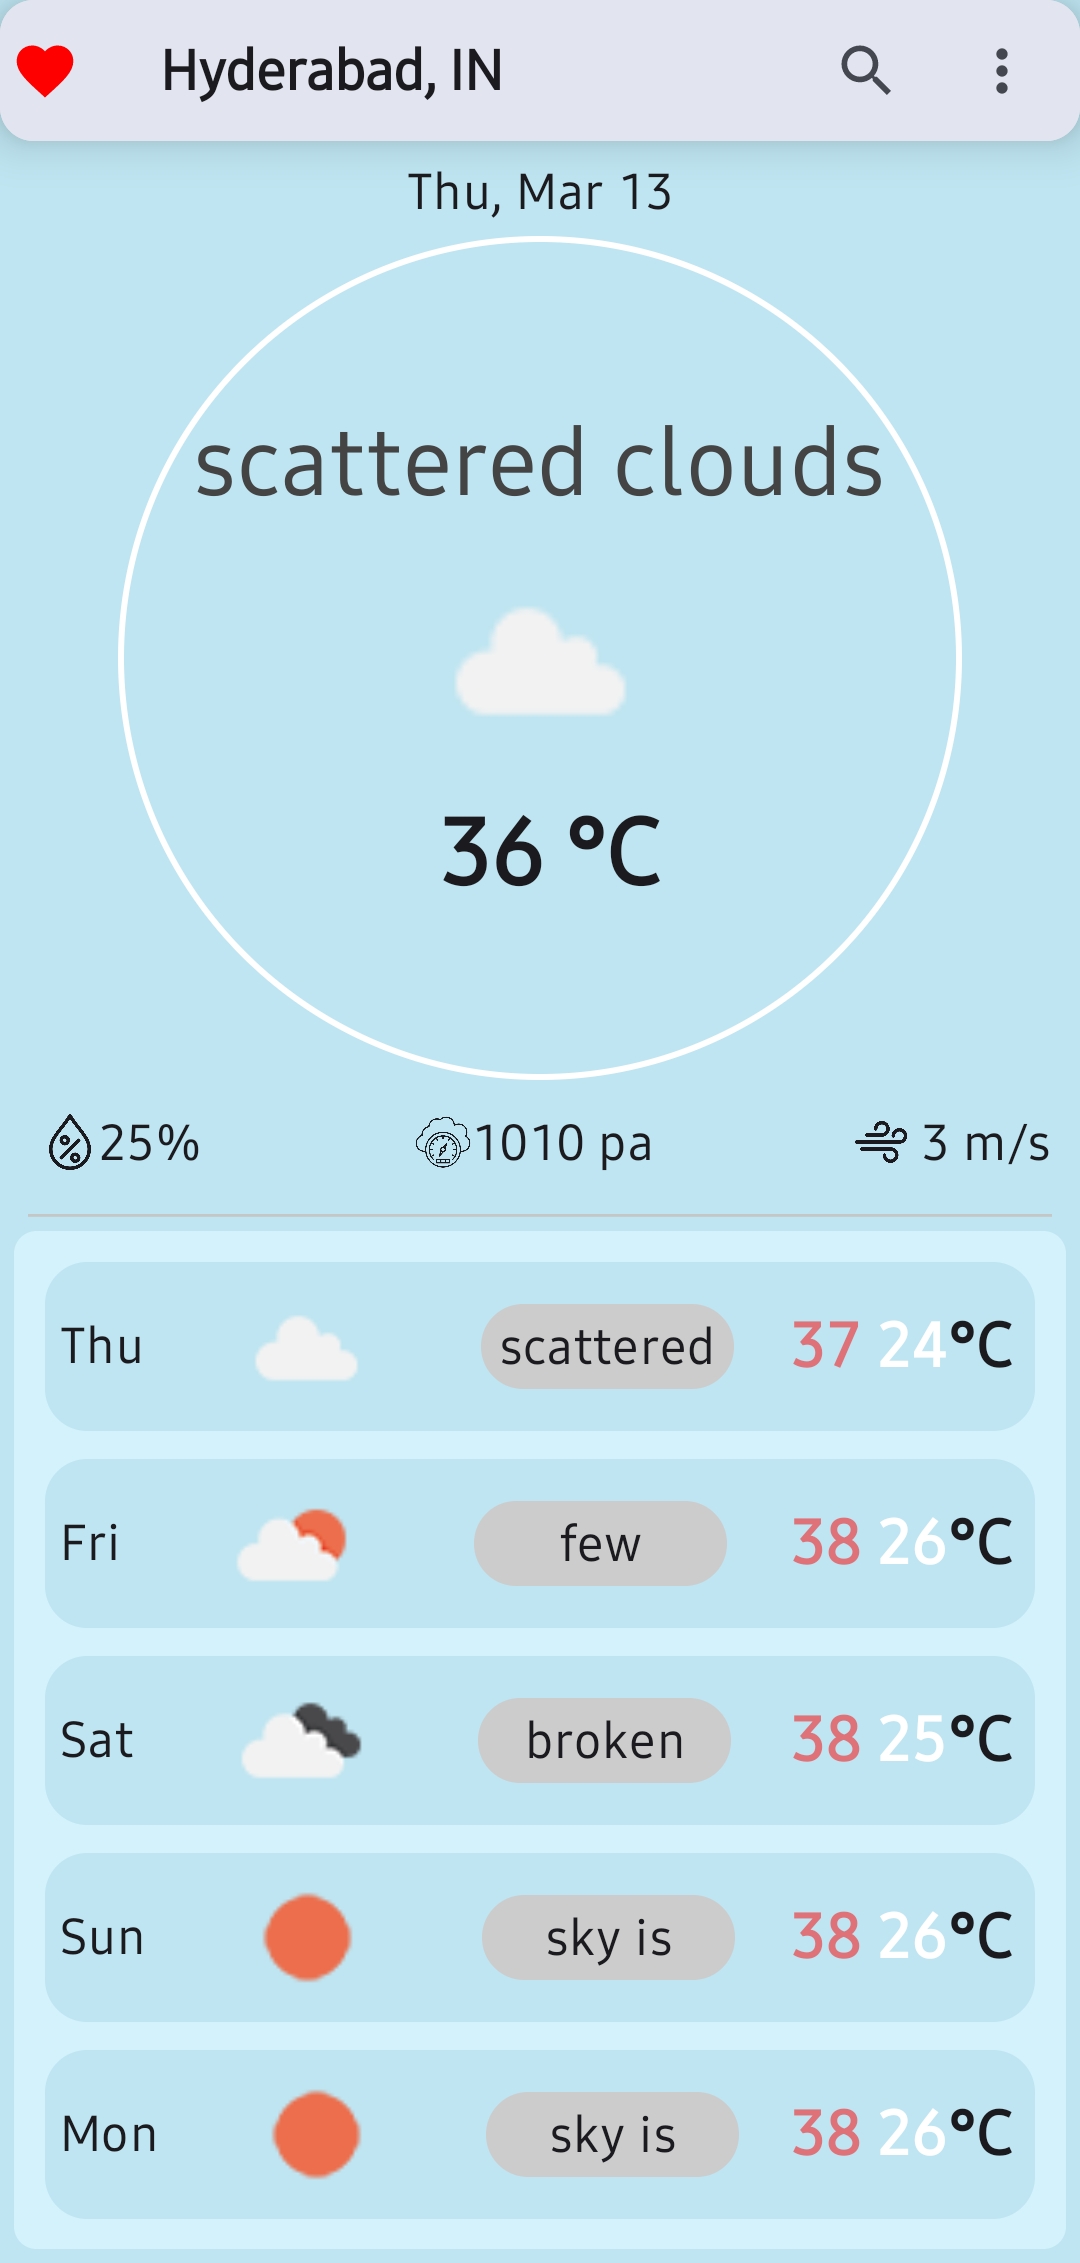 Hyderabad, IN
Thu, Mar 13
scattered clouds
36 °C
25% 1010 pa 3 m/s
Thu scattered 37 24°C
Fri few 38 26°C
Sat broken 38 25°C
Sun sky is 38 26°C
Mon sky is 38 26°C